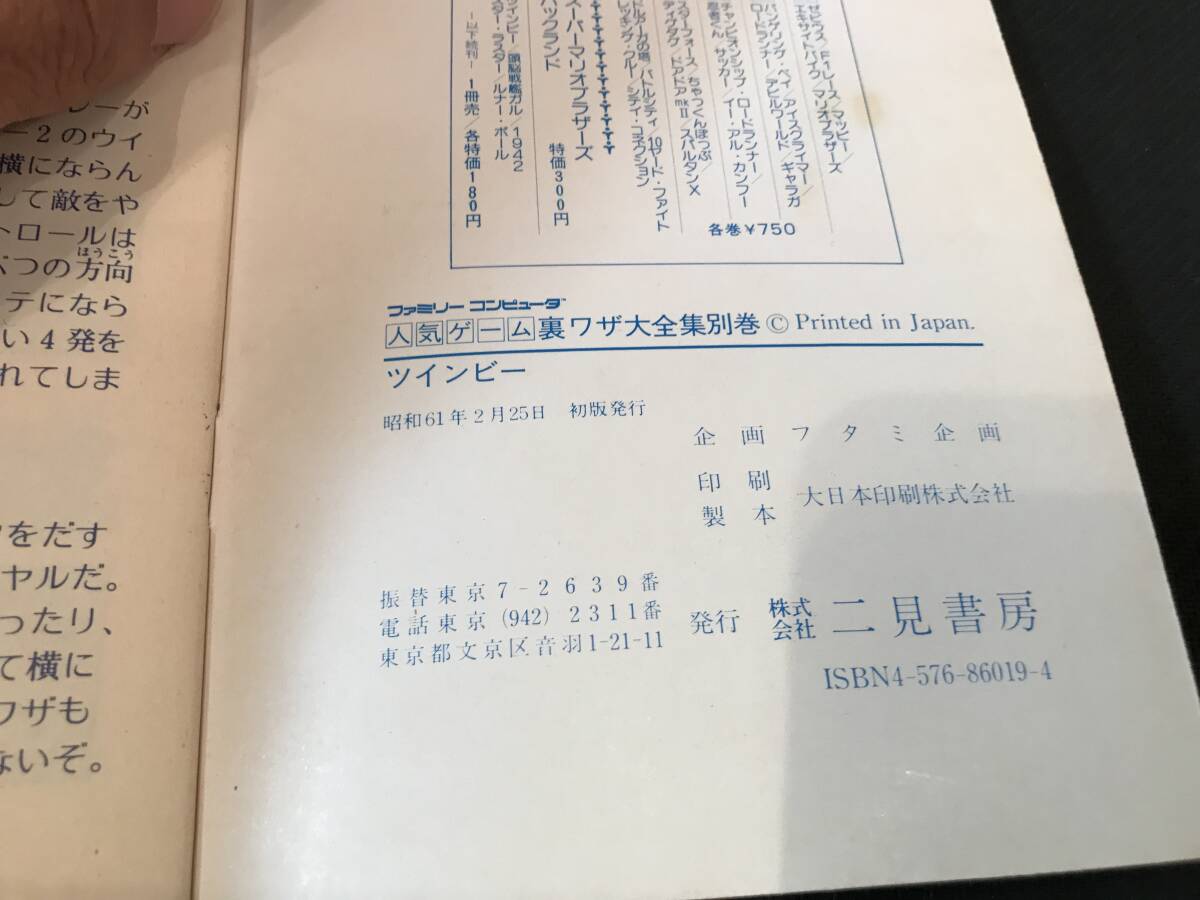 ゼビウス／F1レース／マッピー／
エキサイトバイク／マリオブラザーズ
バンゲリング・ベイ／アイスクライマー／
ロードランナー／デビルワールド／ギャラガ
チャンピオンシップ・ロードランナー／
忍者くん／サッカー／イー・アル・カンフー
スターフォース／ちゃっくんぽっぷ／
ディグダグ／ドアドアmkII／スパルタンX
ドルアーガの塔／バトルシティ／10ヤード・ファイト
レッキング・クルー／シティ・コネクション
各巻¥750
スーパーマリオブラザーズ
パックランド
特価300円
ツインビー／頭脳戦艦ガル／1942
スター・ラスター／ルナー・ボール
―以下続刊― 1冊売／各特価180円
ファミリー コンピュータ
人気ゲーム裏ワザ大全集別巻 © Printed in Japan.
ツインビー
昭和61年2月25日 初版発行
企画 フタミ企画
印刷
製本 大日本印刷株式会社
振替東京7-2639番
電話東京(942)2311番
東京都文京区音羽1-21-11
発行 株式会社 二見書房
ISBN4-576-86019-4
レーが
ー2のウイ
横にならん
して敵をや
トロールは
つの方向
ほうこう
テになら
い4発を
れてしま
をだす
ヤルだ。
ったり、
て横に
ワザも
ないぞ。